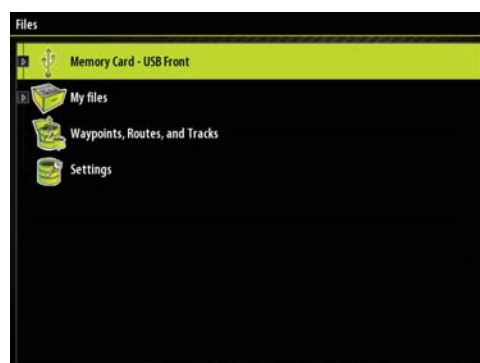 Files
Memory Card - USB Front
My files
Waypoints, Routes, and Tracks
Settings